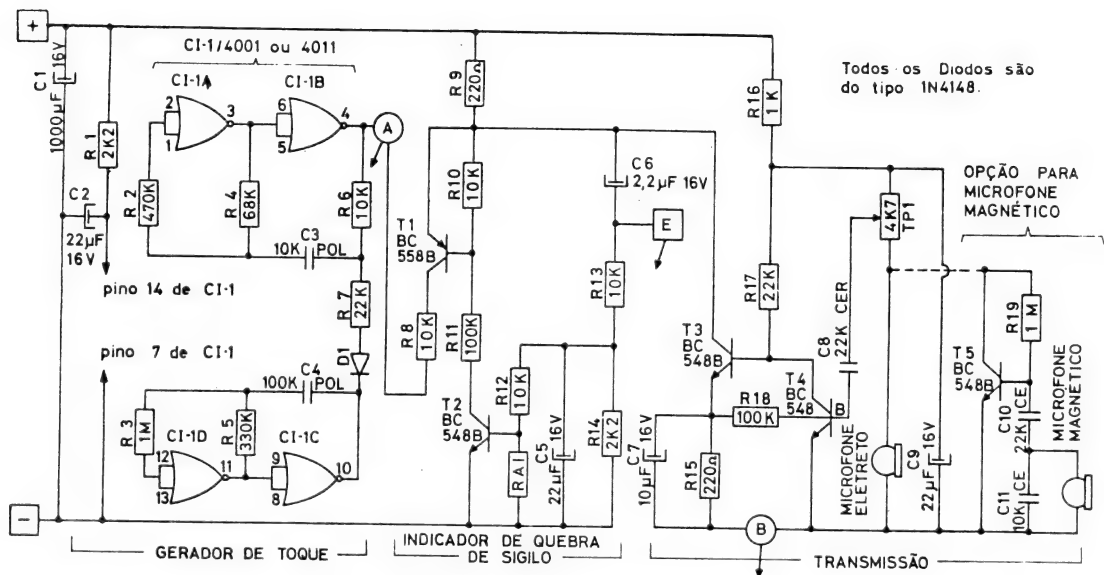 +
C1
1000µF 16V
R1
2K2
C2
22µF
16V
pino 14 de CI-1
pino 7 de CI-1
CI-1/4001 ou 4011
CI-1A
2
1
3
CI-1B
6
5
4
A
R2
470K
R4
68K
R6
10K
C3
10K POL
R7
22K
D1
C4
100K POL
R3
1M
CI-1D
12
13
11
R5
330K
CI-1C
9
8
10
-
GERADOR DE TOQUE
R9
220Ω
R10
10K
T1
BC
558B
R8
10K
R11
100K
T2
BC
548B
R12
10K
RAI
C5
22µF 16V
C6
2,2µF 16V
E
R13
10K
R14
2K2
INDICADOR DE QUEBRA
DE SIGILO
T3
BC
548B
C7
10µF 16V
R15
220Ω
R18
100K
R16
1K
R17
22K
T4
BC
548
B
C8
22K CER
4K7
TP1
MICROFONE
ELETRETO
C9
22µF 16V
B
TRANSMISSÃO
Todos os Diodos são
do tipo 1N4148.
OPÇÃO PARA
MICROFONE
MAGNÉTICO
R19
1M
T5
BC
548B
C10
22K CE
C11
10K CE
MICROFONE
MAGNÉTICO